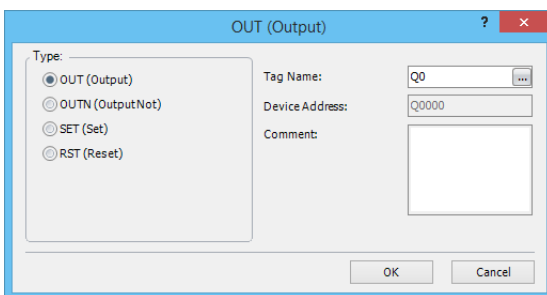 OUT (Output)
? ×
Type:
OUT (Output)
OUTN (OutputNot)
SET (Set)
RST (Reset)
Tag Name:
Q0
...
Device Address:
Q0000
Comment:
OK
Cancel